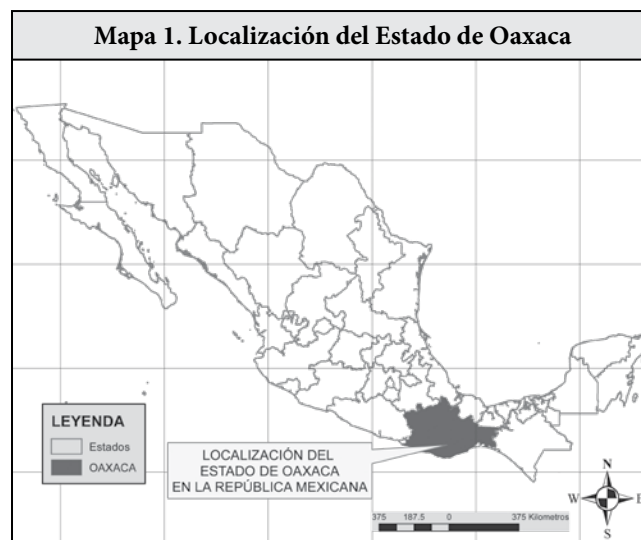 Mapa 1. Localización del Estado de Oaxaca
LEYENDA
Estados
OAXACA
LOCALIZACIÓN DEL
ESTADO DE OAXACA
EN LA REPÚBLICA MEXICANA
N
W
E
S
375 187.5 0 375 Kilometros